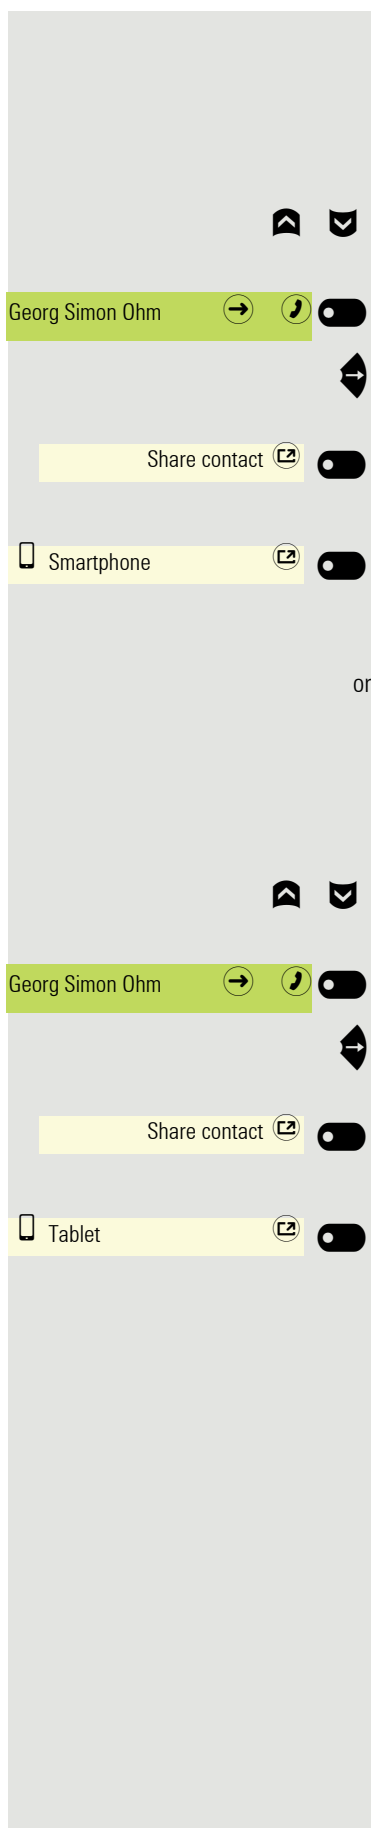 Georg Simon Ohm
Share contact
Smartphone
or
Georg Simon Ohm
Share contact
Tablet